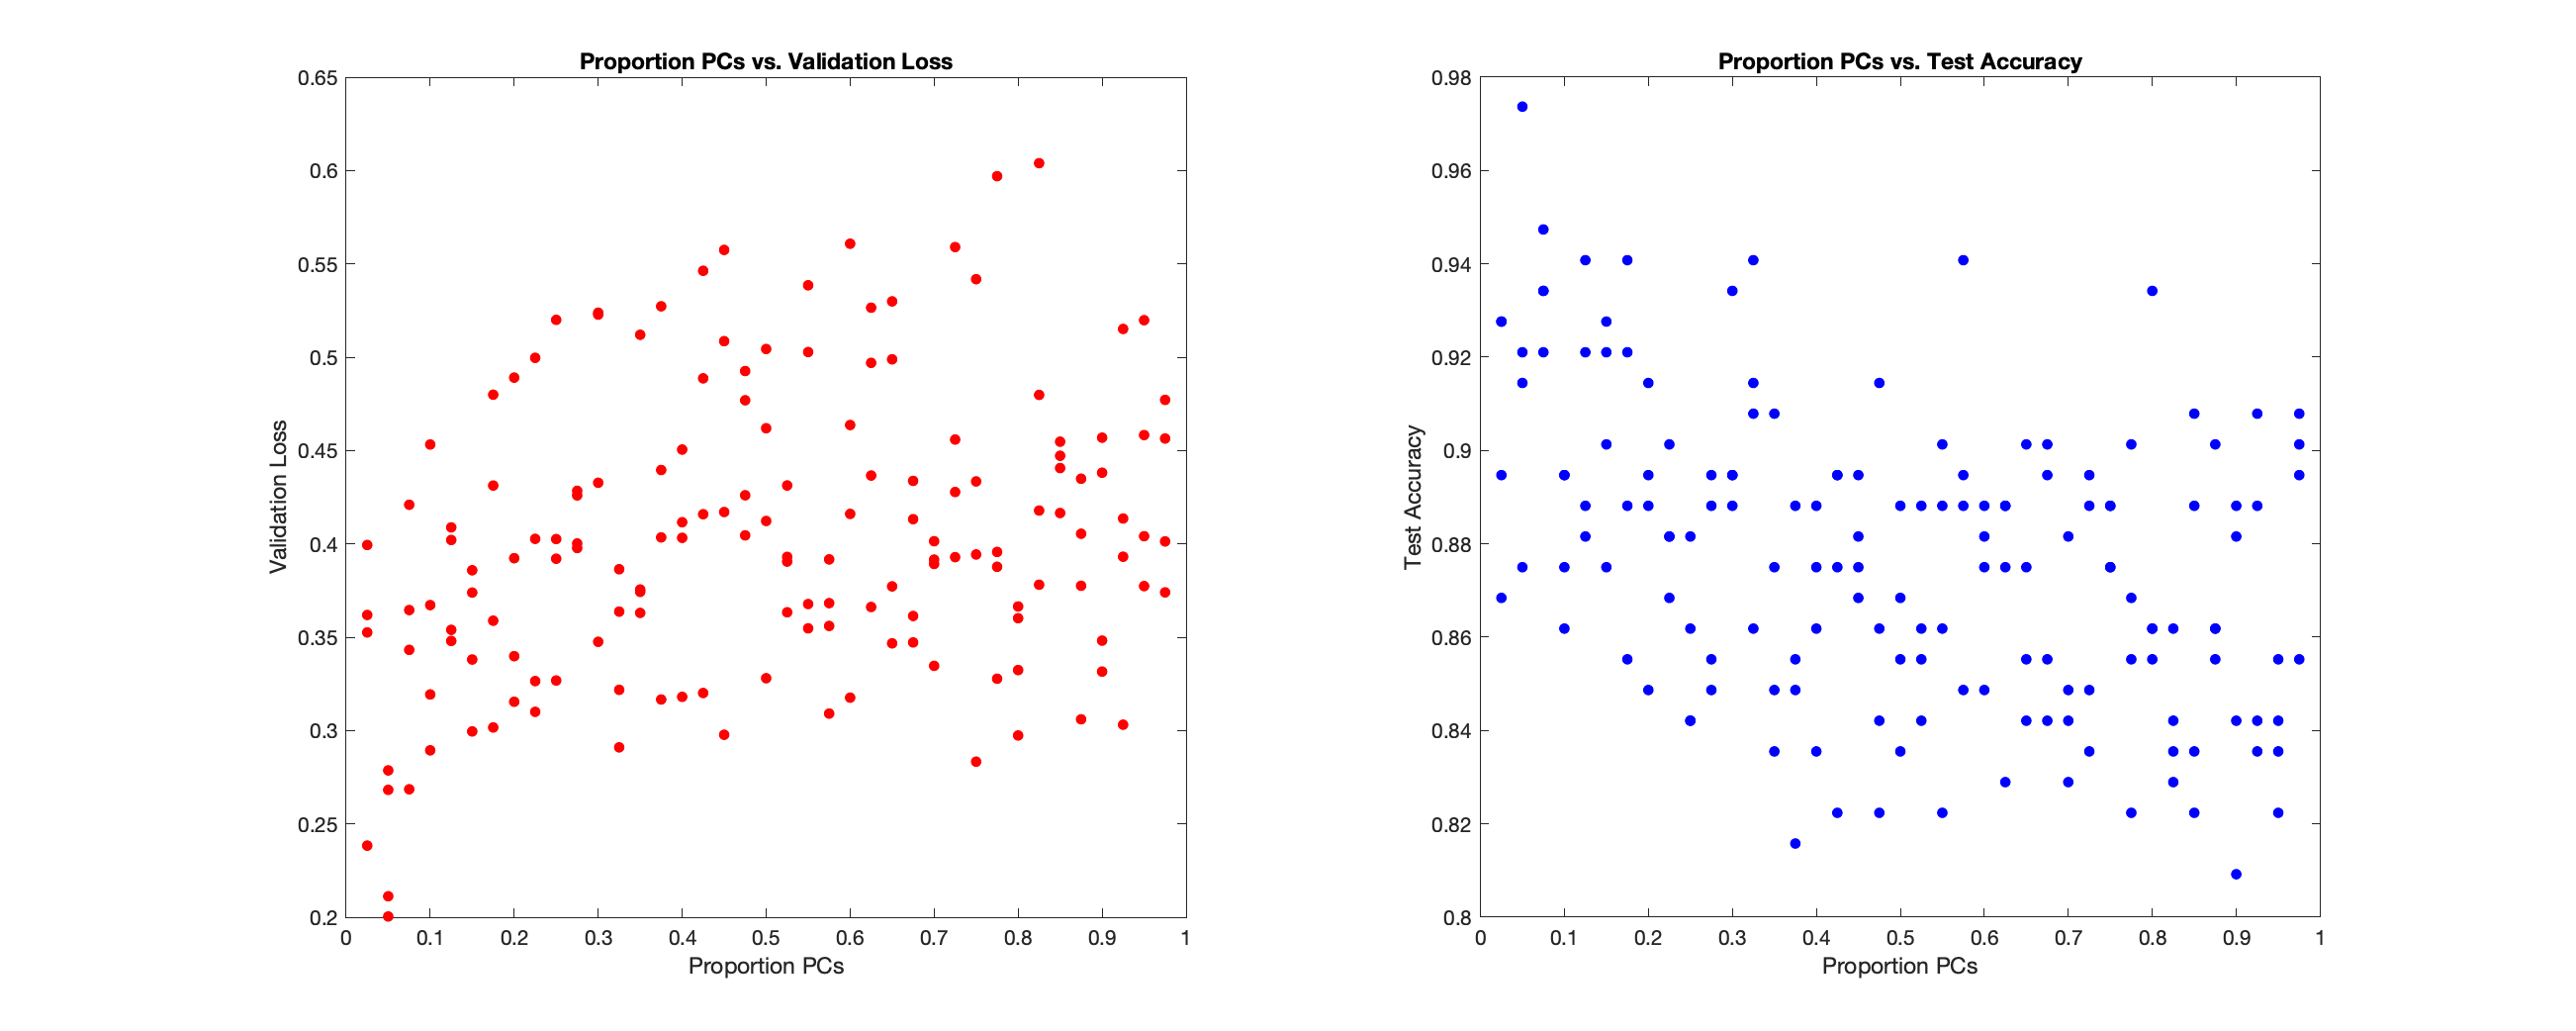 Proportion PCs vs. Validation Loss
0.65
0.6
0.55
0.5
0.45
0.4
0.35
0.3
0.25
0.2
Validation Loss
0 0.1 0.2 0.3 0.4 0.5 0.6 0.7 0.8 0.9 1
Proportion PCs
Proportion PCs vs. Test Accuracy
0.98
0.96
0.94
0.92
0.9
0.88
0.86
0.84
0.82
0.8
Test Accuracy
0 0.1 0.2 0.3 0.4 0.5 0.6 0.7 0.8 0.9 1
Proportion PCs